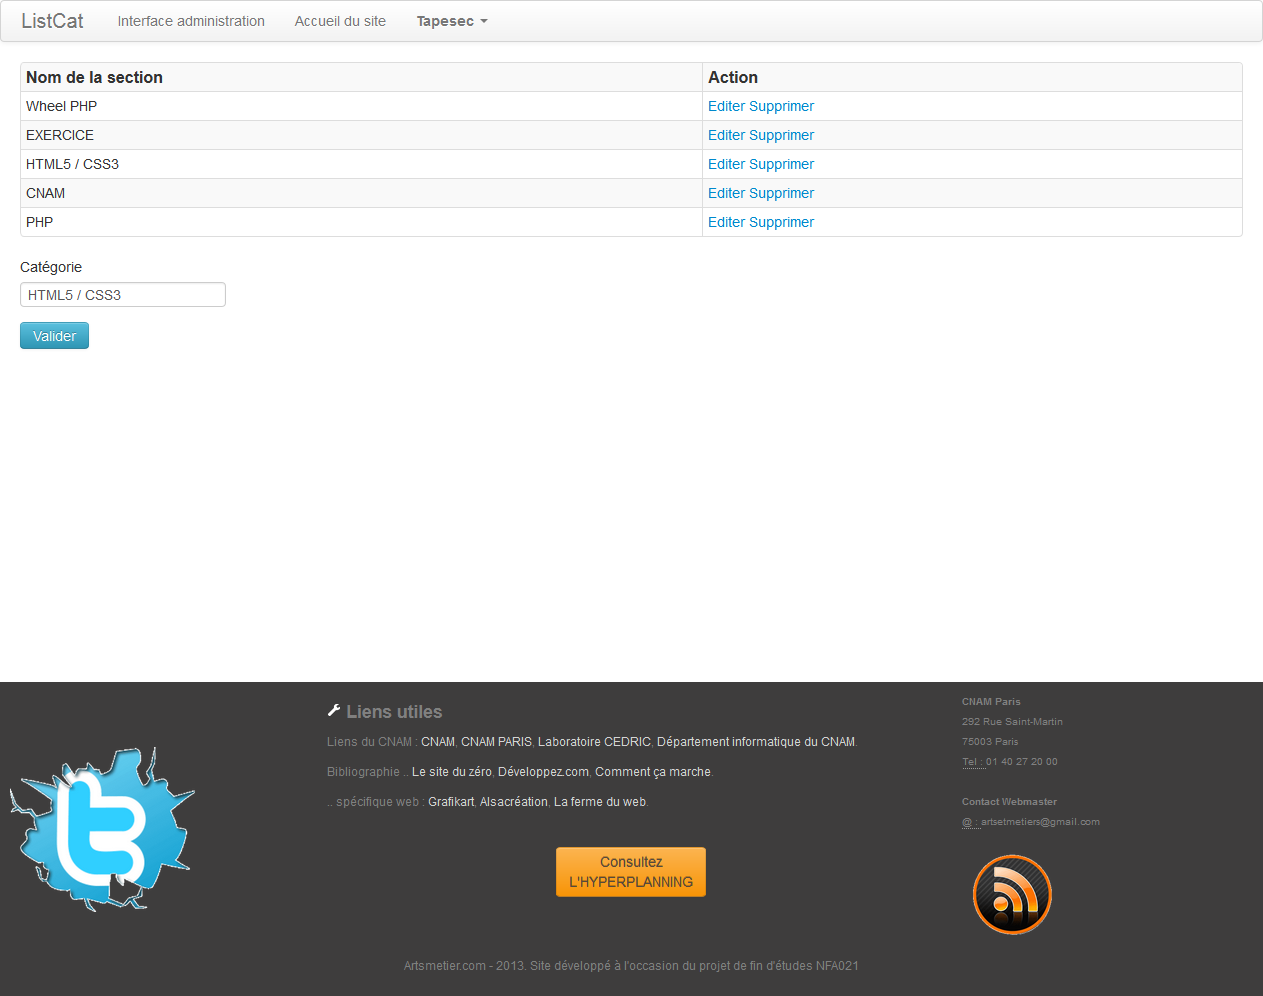 ListCat Interface administration Accueil du site Tapesec
Nom de la section Action
Wheel PHP Editer Supprimer
EXERCICE Editer Supprimer
HTML5 / CSS3 Editer Supprimer
CNAM Editer Supprimer
PHP Editer Supprimer
Catégorie
HTML5 / CSS3
Valider
Liens utiles
Liens du CNAM : CNAM, CNAM PARIS, Laboratoire CEDRIC, Département informatique du CNAM.
Bibliographie .. Le site du zéro, Développez.com, Comment ça marche.
.. spécifique web : Grafikart, Alsacréation, La ferme du web.
Consultez
L'HYPERPLANNING
CNAM Paris
292 Rue Saint-Martin
75003 Paris
Tel : 01 40 27 20 00
Contact Webmaster
@ : artsetmetiers@gmail.com
Artsmetier.com - 2013. Site développé à l'occasion du projet de fin d'études NFA021